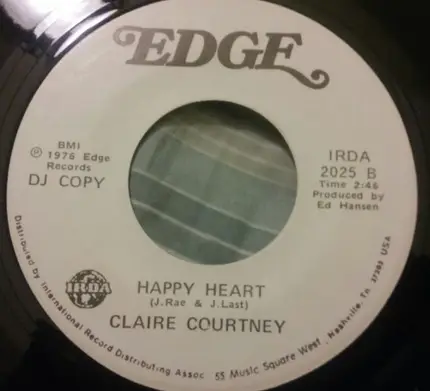 EDGE
BMI
℗ 1976 Edge
Records
DJ COPY
IRDA
2025 B
Time 2:46
Produced by
Ed Hansen
HAPPY HEART
(J.Rae & J.Last)
CLAIRE COURTNEY
IRDA
Distributed by International Record Distributing Assoc 55 Music Square West, Nashville, Tn. 37203 USA